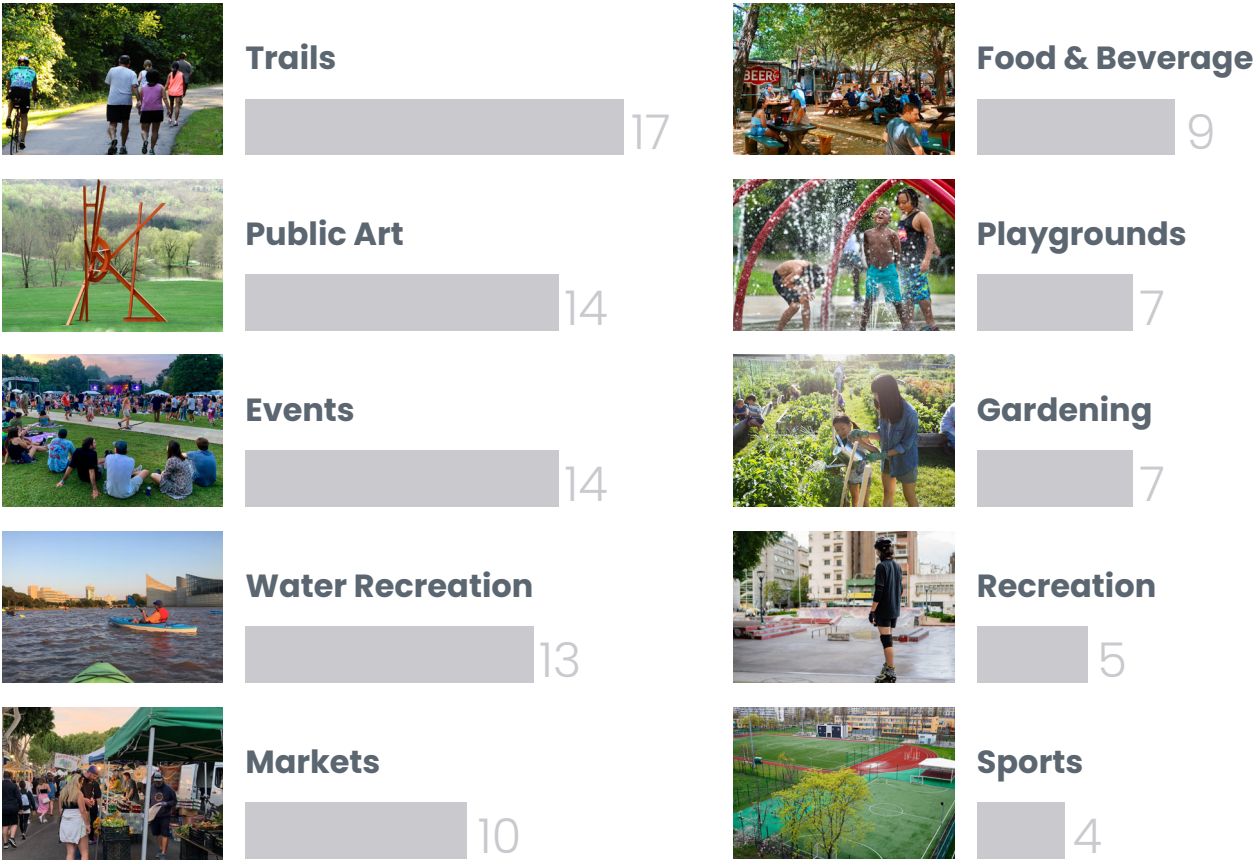 Trails
17
Public Art
14
Events
14
Water Recreation
13
Markets
10
Food & Beverage
9
BEER
Playgrounds
7
Gardening
7
Recreation
5
Sports
4